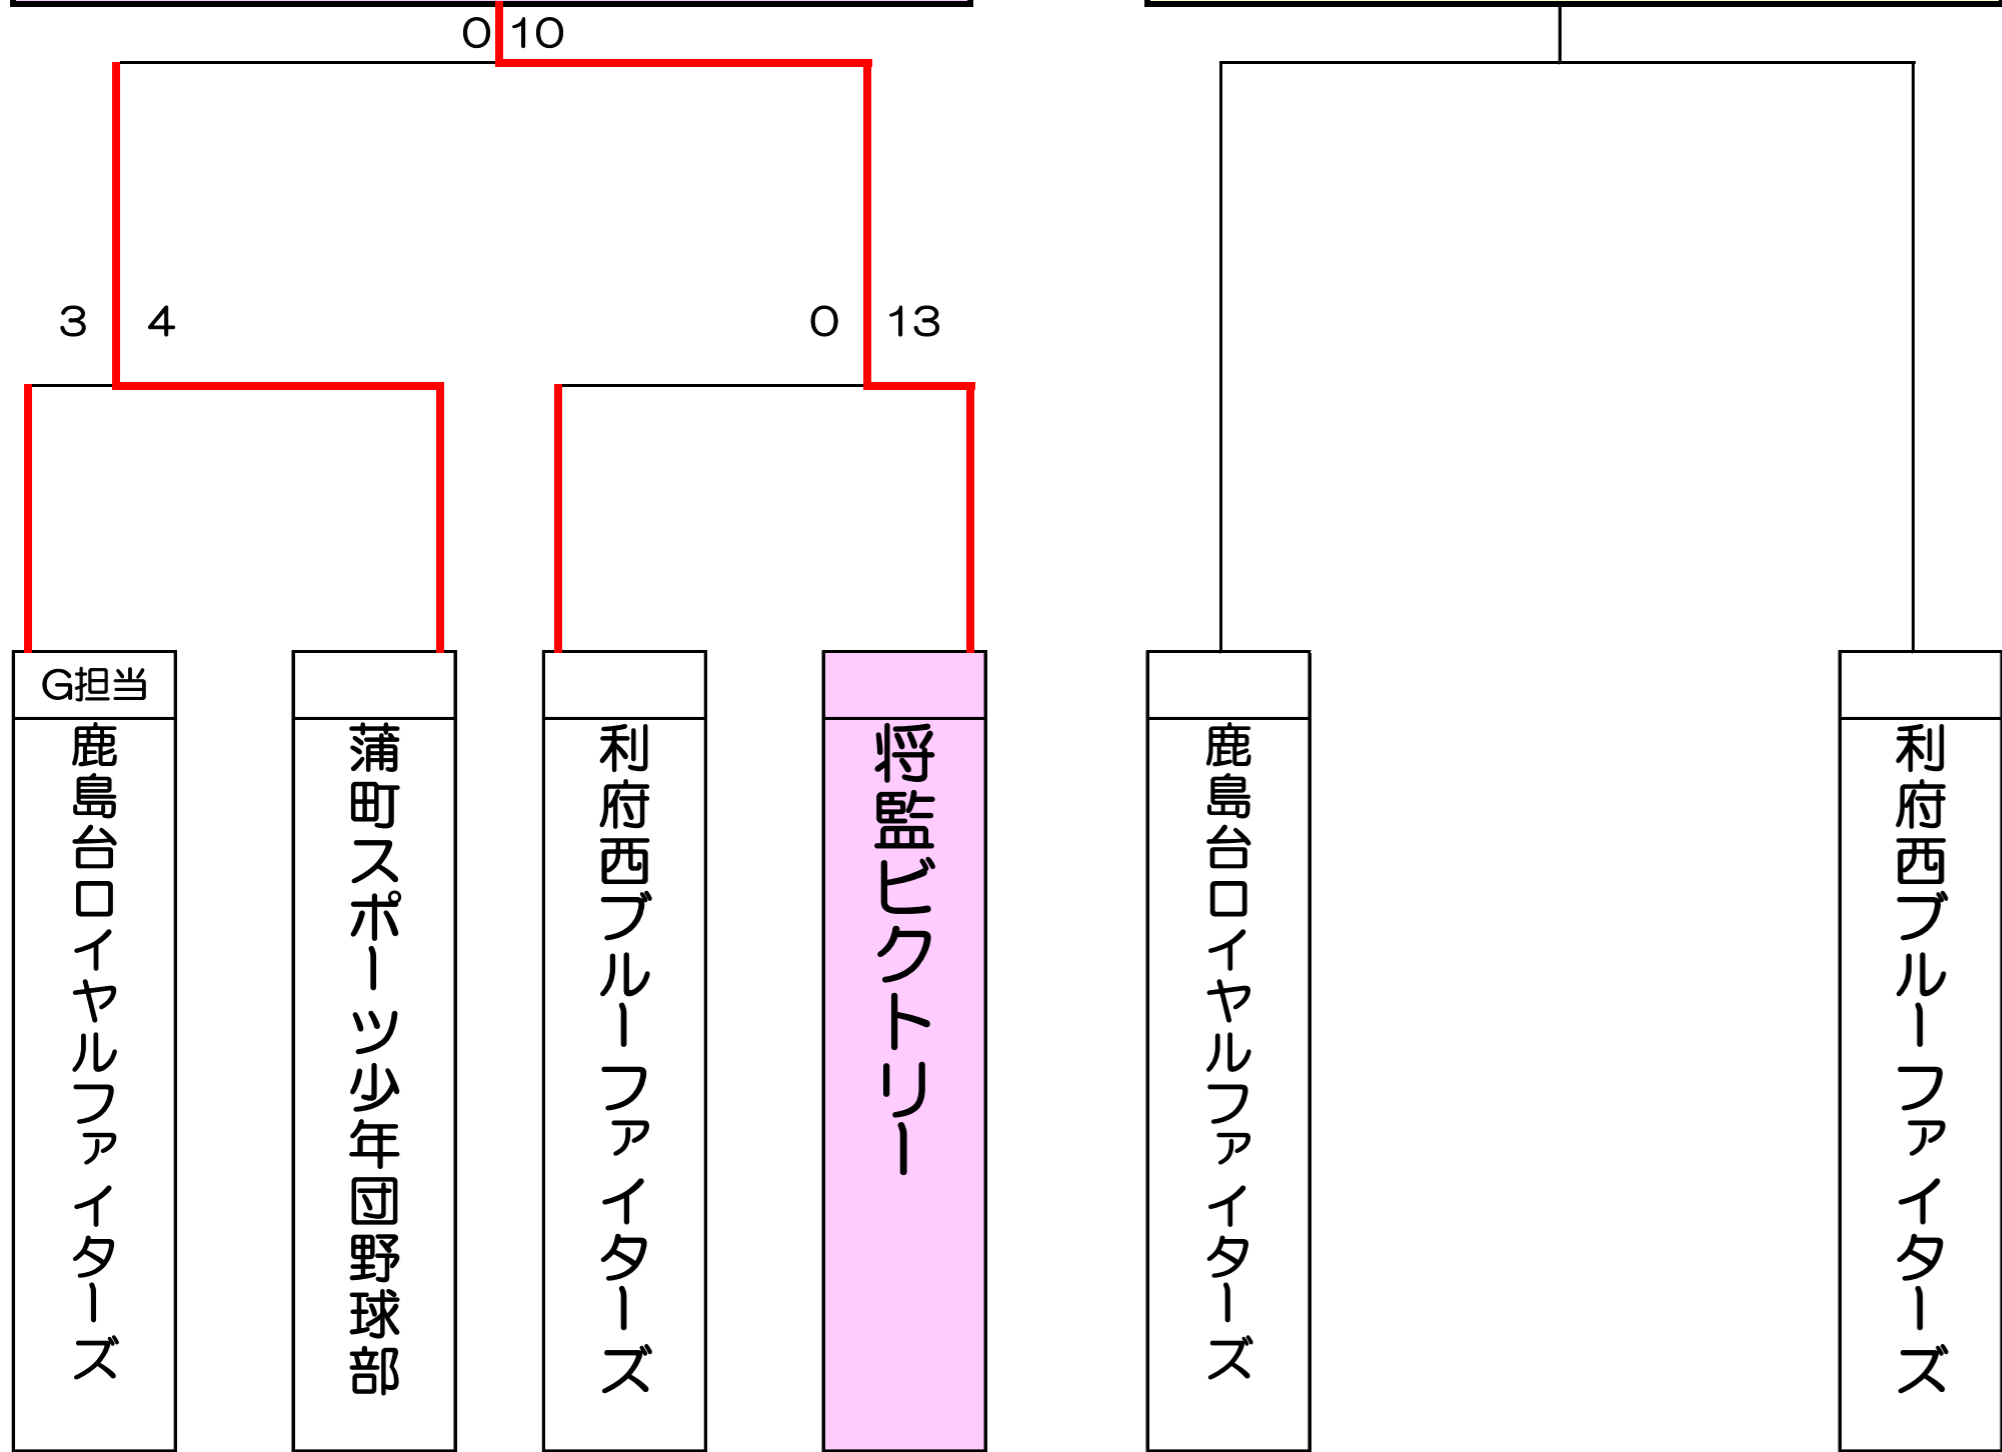 0 10
3 4
0 13
G担当
鹿島台ロイヤルファイターズ
蒲町スポーツ少年団野球部
利府西ブルーファイターズ
将監ビクトリー
鹿島台ロイヤルファイターズ
利府西ブルーファイターズ